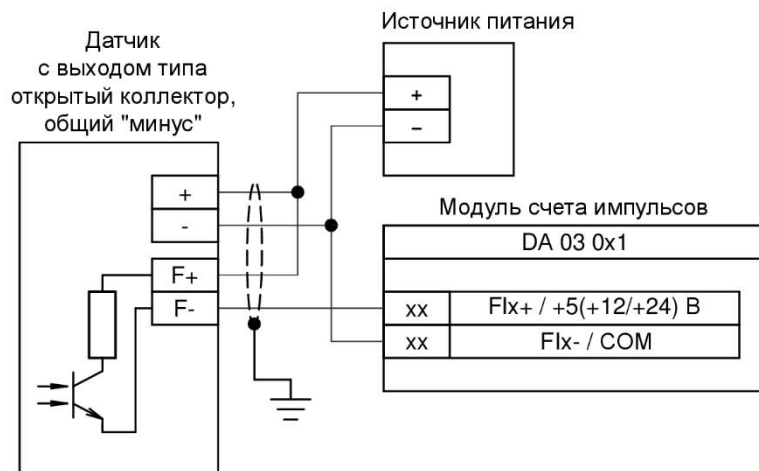 Источник питания
Датчик
с выходом типа
открытый коллектор,
общий "минус"
+
−
+
-
Модуль счета импульсов
DA 03 0x1
F+
F-
xx
FIx+ / +5(+12/+24) В
xx
FIx- / COM